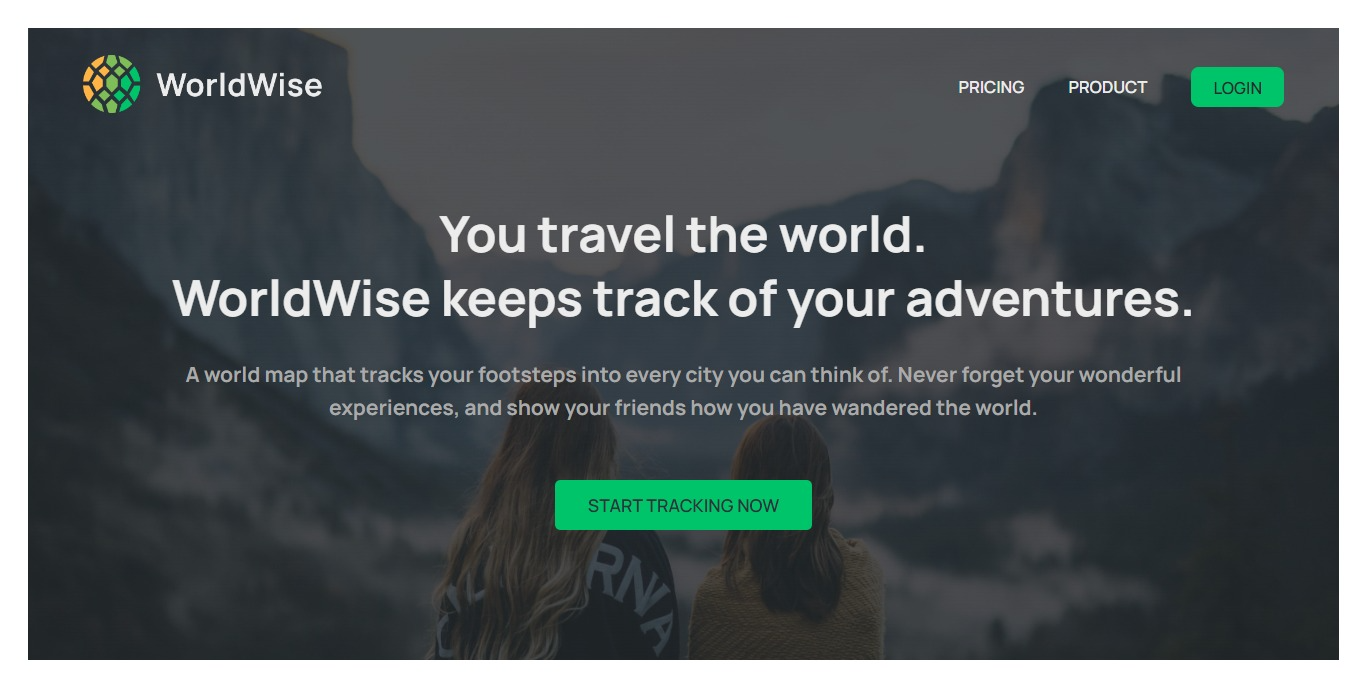 WorldWise
PRICING
PRODUCT
LOGIN
You travel the world.
WorldWise keeps track of your adventures.
A world map that tracks your footsteps into every city you can think of. Never forget your wonderful
experiences, and show your friends how you have wandered the world.
START TRACKING NOW
RNIA